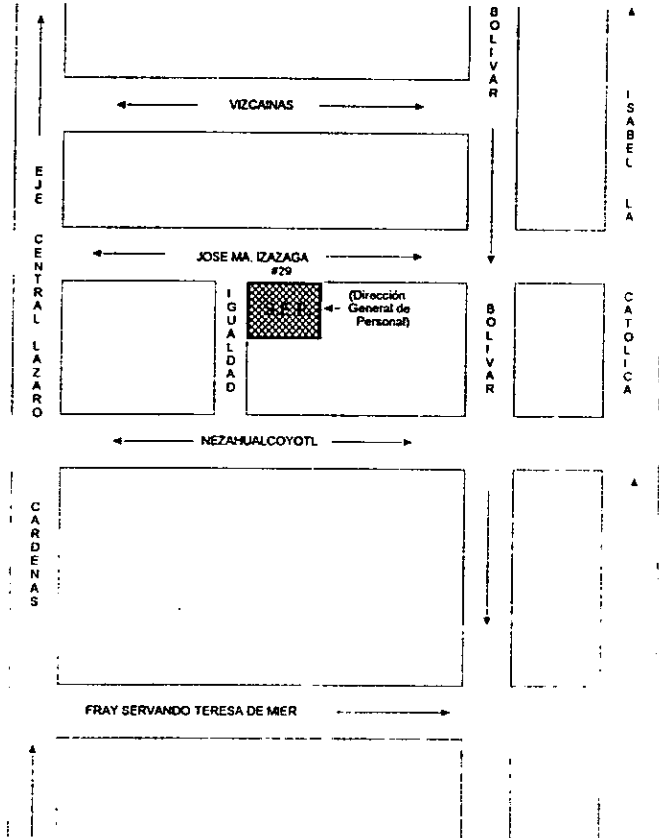 BOLIVAR
VIZCAINAS
ISABEL LA CATOLICA
EJE CENTRAL LAZARO CARDENAS
JOSE MA. IZAZAGA
#29
IGUALDAD
(Dirección
General de
Personal)
BOLIVAR
NEZAHUALCOYOTL
FRAY SERVANDO TERESA DE MIER